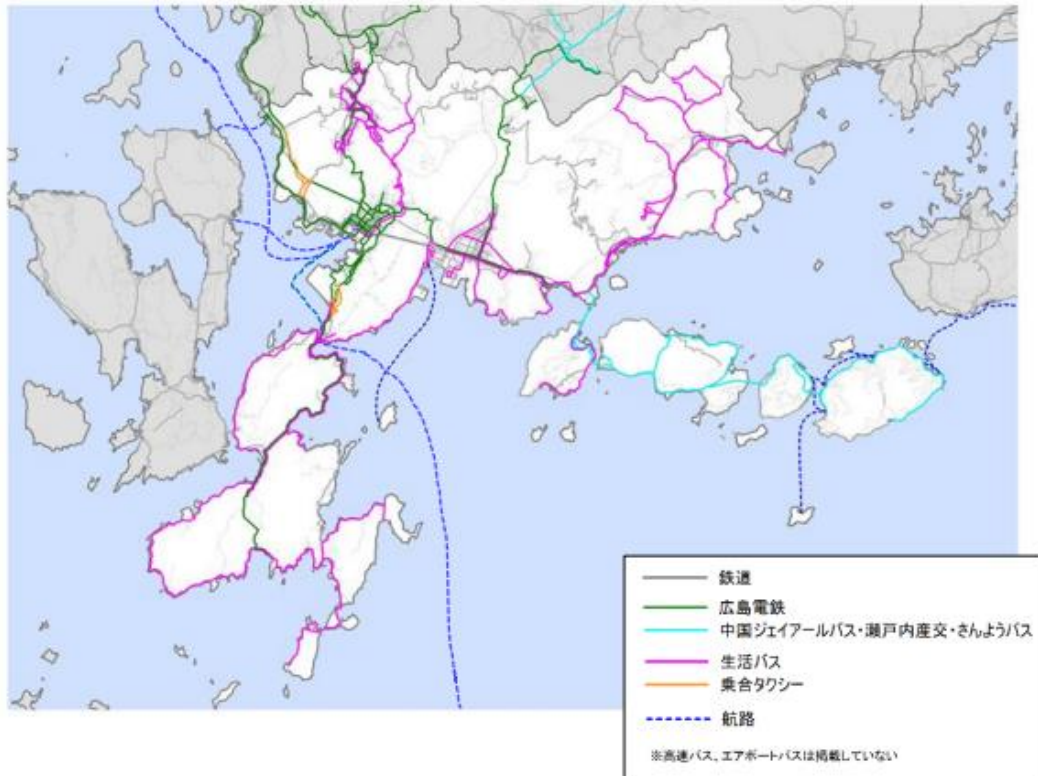 鉄道
広島電鉄
中国ジェイアールバス・瀬戸内産交・さんようバス
生活バス
乗合タクシー
航路
※高速バス、エアポートバスは掲載していない